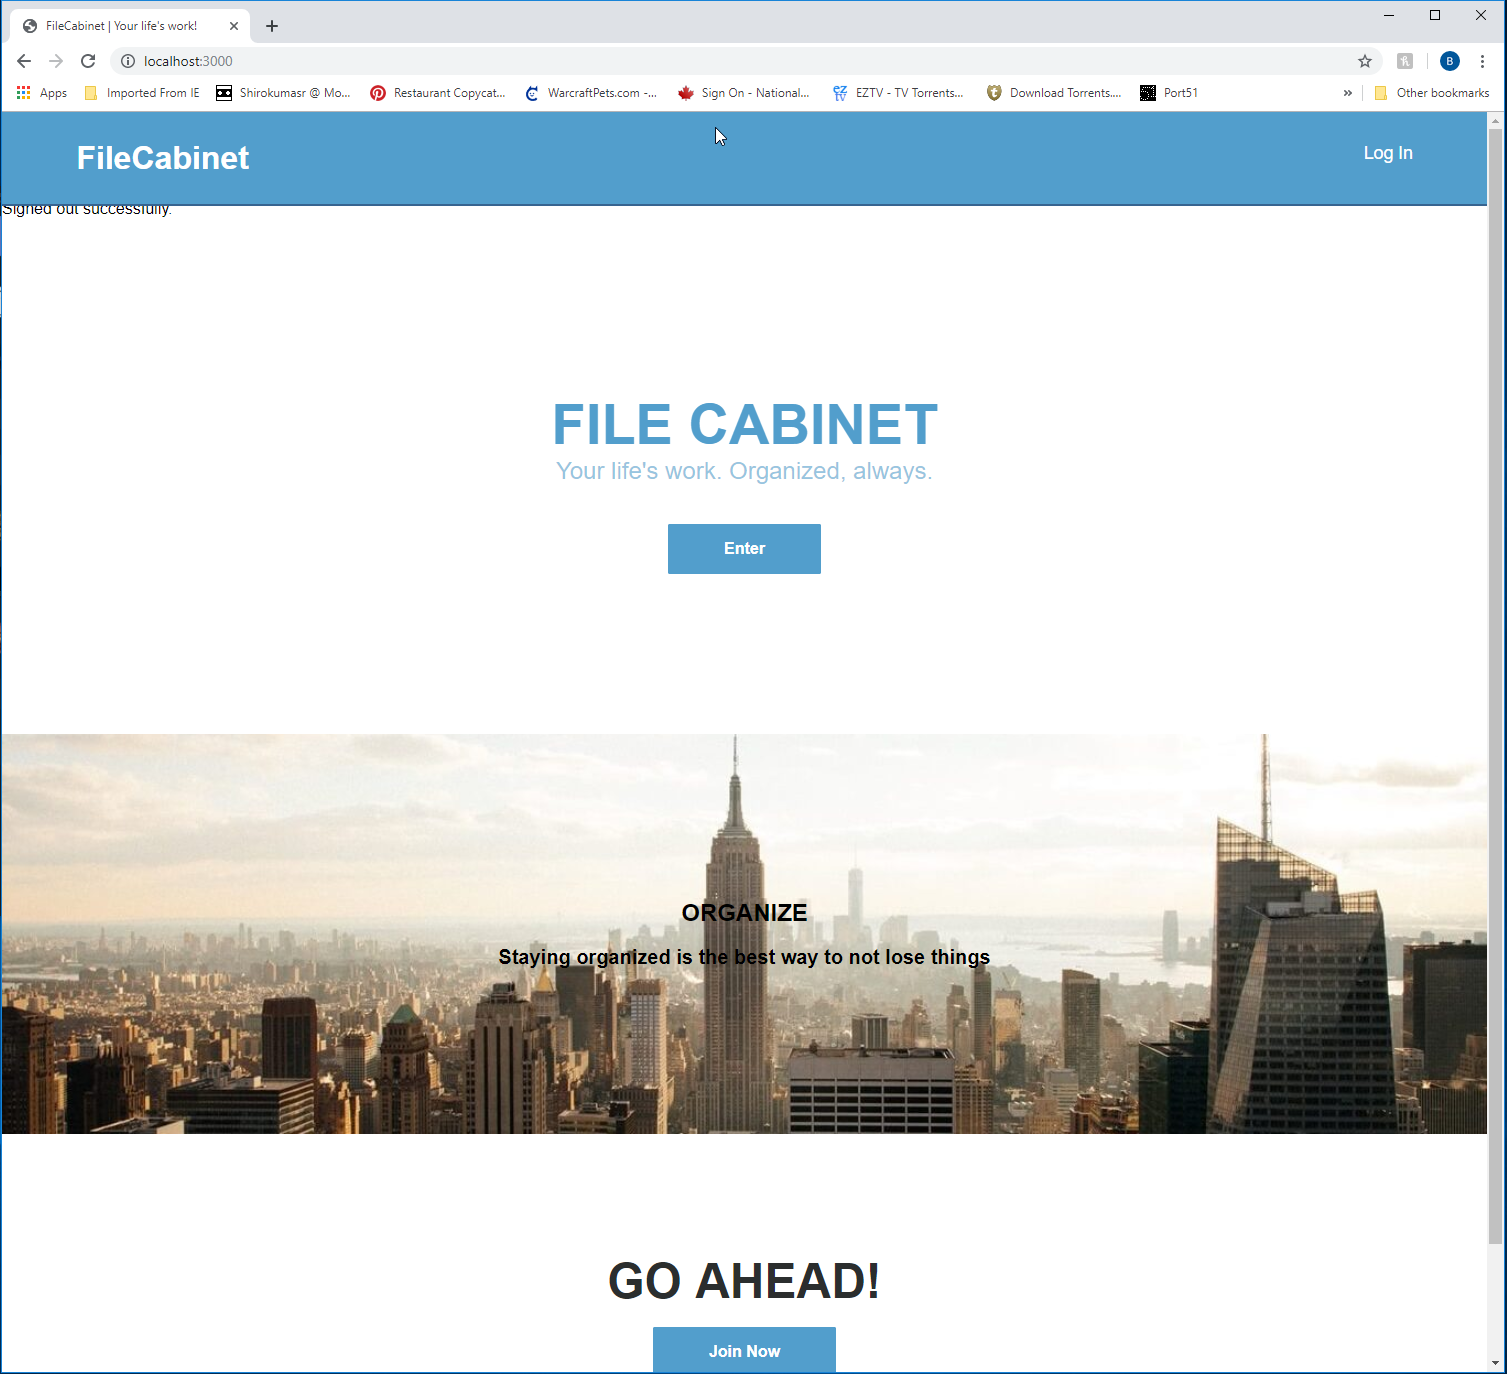 FileCabinet | Your life's work!
localhost:3000
B
Apps
Imported From IE
Shirokumasr @ Mo...
Restaurant Copycat...
WarcraftPets.com -...
Sign On - National...
EZTV - TV Torrents...
Download Torrents....
Port51
»
Other bookmarks
FileCabinet
Log In
Signed out successfully.
FILE CABINET
Your life's work. Organized, always.
Enter
ORGANIZE
Staying organized is the best way to not lose things
GO AHEAD!
Join Now